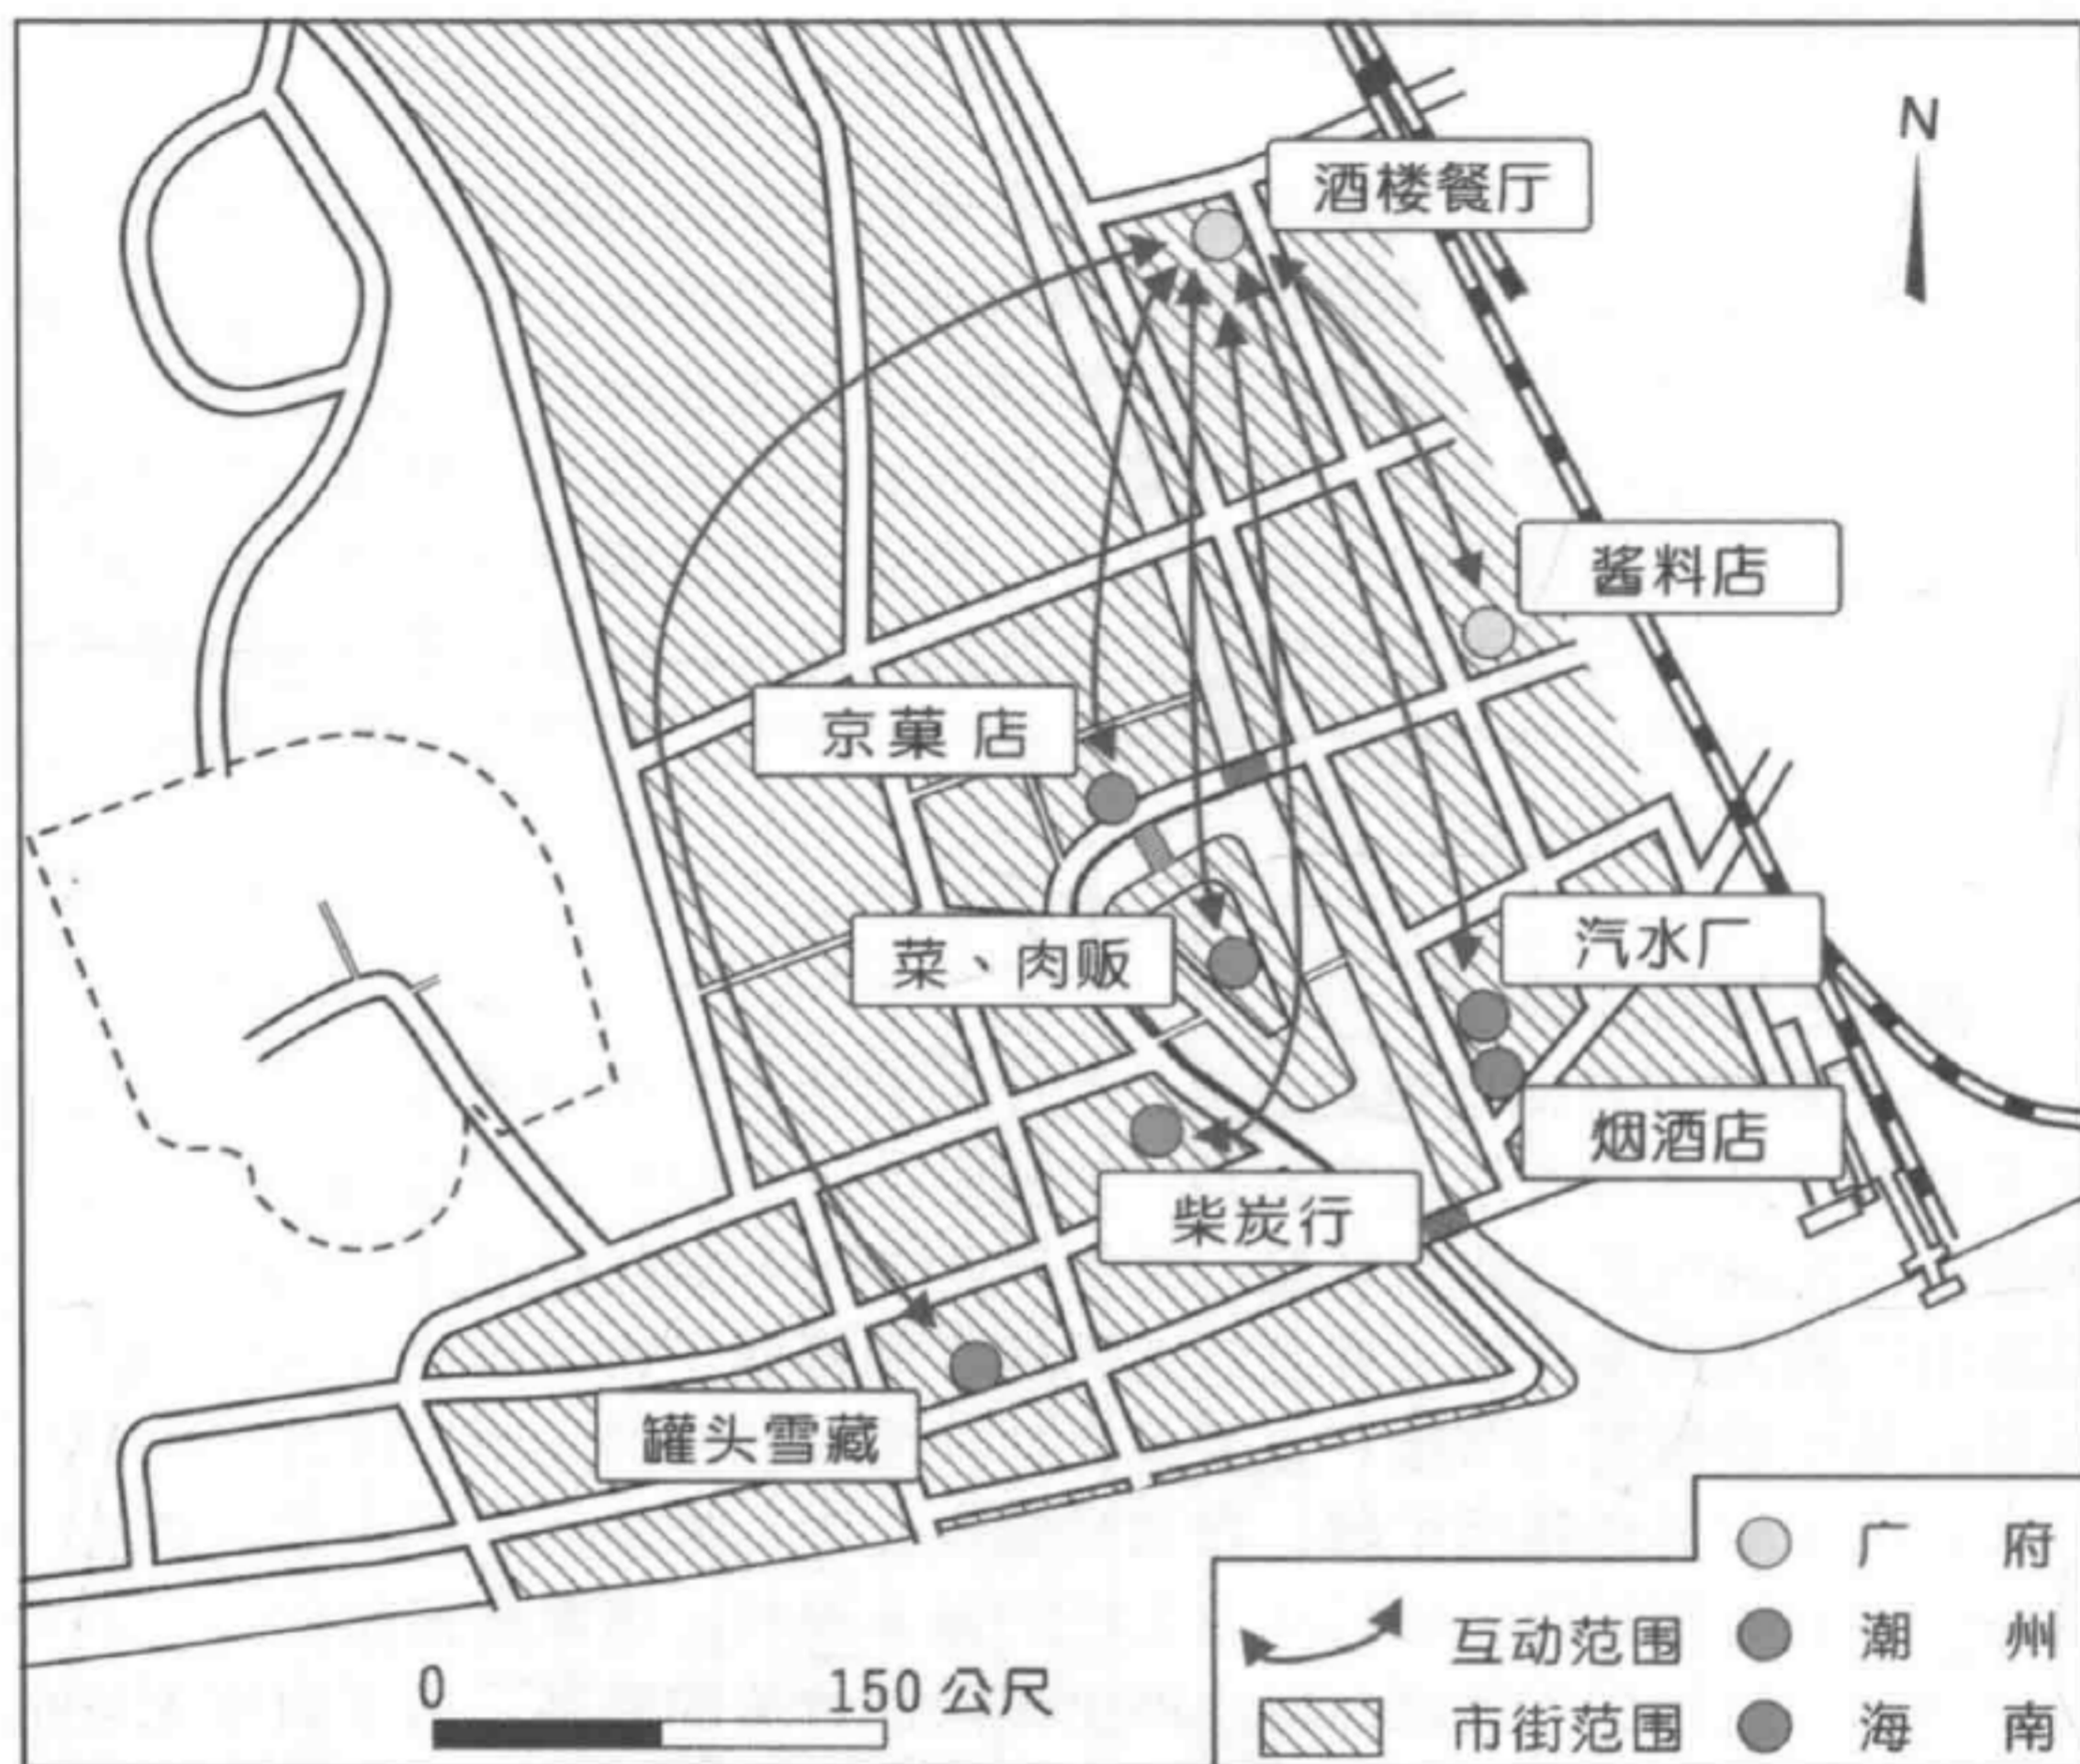 N
酒楼餐厅
酱料店
京菓 店
菜、肉贩
汽水厂
烟酒店
柴炭行
罐头雪藏
广 府
互动范围
潮 州
市街范围
海 南
0
150 公尺